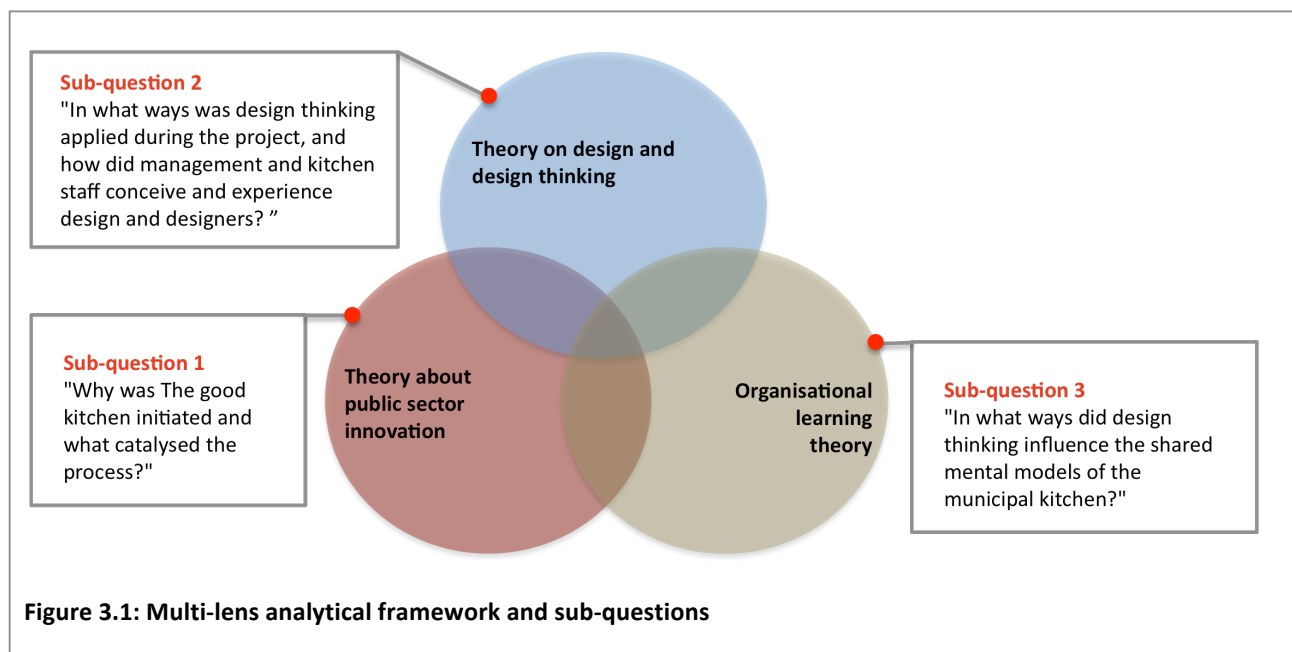 Sub-question 2
"In what ways was design thinking
applied during the project, and
how did management and kitchen
staff conceive and experience
design and designers? ”
Theory on design and
design thinking
Sub-question 1
"Why was The good
kitchen initiated and
what catalysed the
process?"
Theory about
public sector
innovation
Organisational
learning
theory
Sub-question 3
"In what ways did design
thinking influence the shared
mental models of the
municipal kitchen?"
Figure 3.1: Multi-lens analytical framework and sub-questions